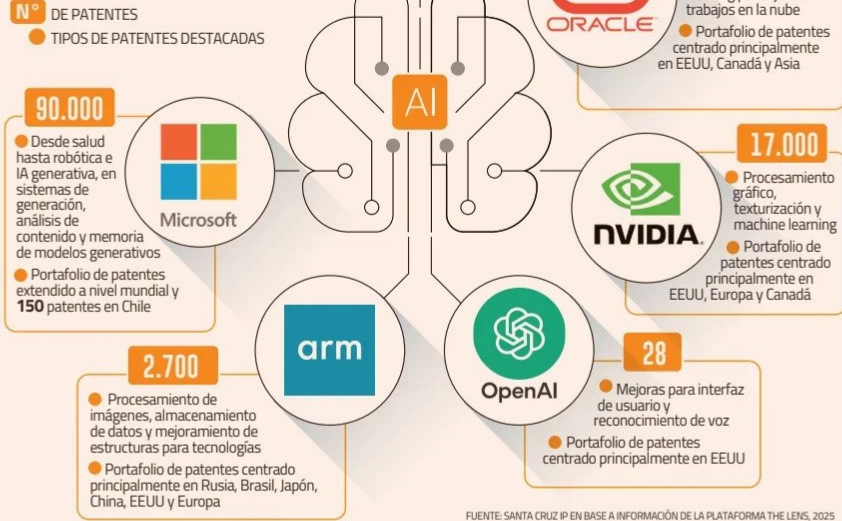 N° DE PATENTES
TIPOS DE PATENTES DESTACADAS
ORACLE
trabajos en la nube
Portafolio de patentes
centrado principalmente
en EEUU, Canadá y Asia
AI
90.000
Desde salud
hasta robótica e
IA generativa, en
sistemas de
generación,
análisis de
contenido y memoria
de modelos generativos
Portafolio de patentes
extendido a nivel mundial y
150 patentes en Chile
Microsoft
17.000
Procesamiento
gráfico,
texturización y
machine learning
Portafolio de
patentes centrado
principalmente en
EEUU, Europa y Canadá
NVIDIA.
2.700
Procesamiento de
imágenes, almacenamiento
de datos y mejoramiento de
estructuras para tecnologías
Portafolio de patentes centrado
principalmente en Rusia, Brasil, Japón,
China, EEUU y Europa
arm
OpenAI
28
Mejoras para interfaz
de usuario y
reconocimiento de voz
Portafolio de patentes
centrado principalmente en EEUU
FUENTE: SANTA CRUZ IP EN BASE A INFORMACIÓN DE LA PLATAFORMA THE LENS, 2025